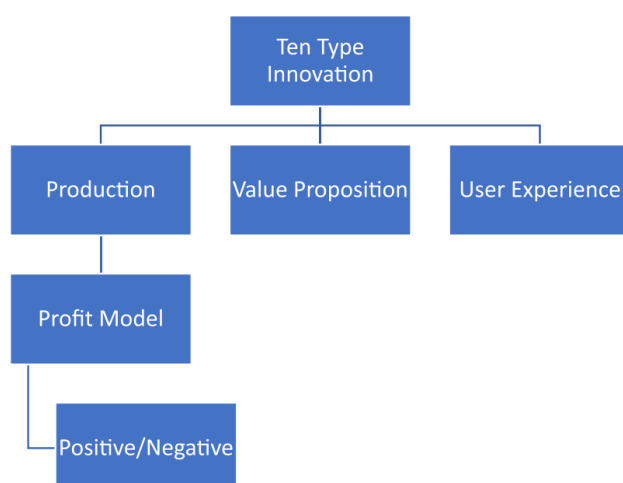 Ten Type
Innovation
Production
Value Proposition
User Experience
Profit Model
Positive/Negative